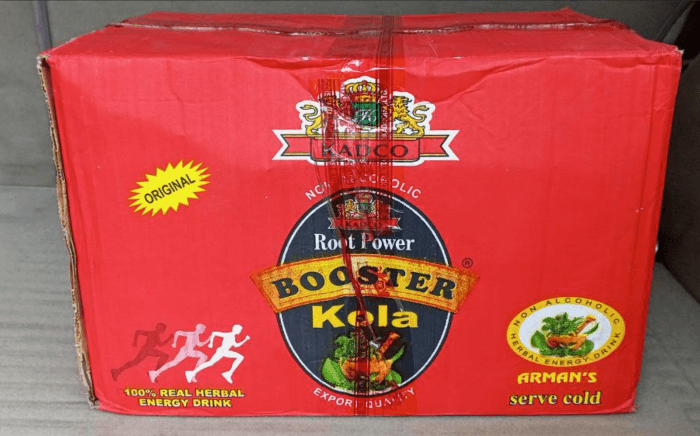 KADCO
ORIGINAL
NON ALCOHOLIC
KADCO
Root Power
BOOSTER
®
Kola
EXPORT QUALITY
100% REAL HERBAL
ENERGY DRINK
NON ALCOHOLIC
HERBAL ENERGY DRINK
ARMAN'S
serve cold